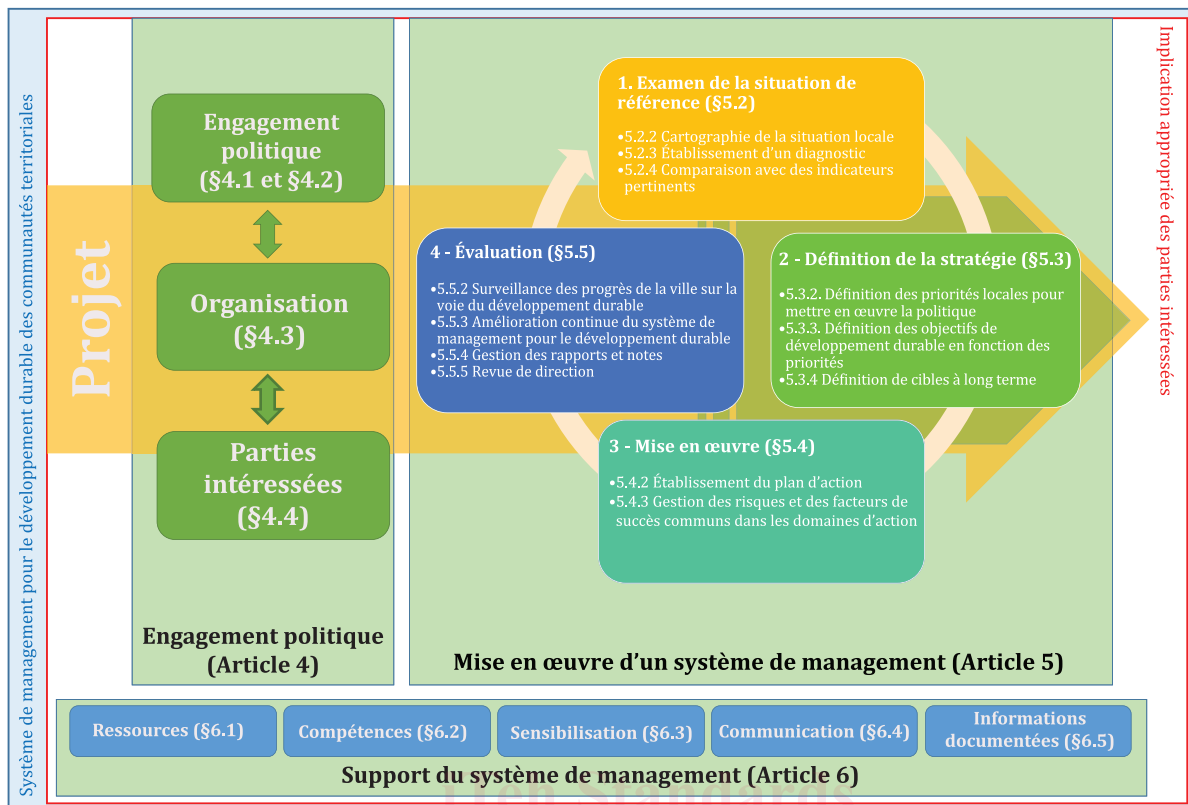 Système de management pour le développement durable des communautés territoriales
Projet
Engagement
politique
(§4.1 et §4.2)
Organisation
(§4.3)
Parties
intéressées
(§4.4)
Engagement politique
(Article 4)
1. Examen de la situation de
référence (§5.2)
•5.2.2 Cartographie de la situation locale
•5.2.3 Établissement d’un diagnostic
•5.2.4 Comparaison avec des indicateurs
pertinents
2 - Définition de la stratégie (§5.3)
•5.3.2. Définition des priorités locales pour
mettre en œuvre la politique
•5.3.3. Définition des objectifs de
développement durable en fonction des
priorités
•5.3.4 Définition de cibles à long terme
3 - Mise en œuvre (§5.4)
•5.4.2 Établissement du plan d’action
•5.4.3 Gestion des risques et des facteurs de
succès communs dans les domaines d’action
4 - Évaluation (§5.5)
•5.5.2 Surveillance des progrès de la ville sur la
voie du développement durable
•5.5.3 Amélioration continue du système de
management pour le développement durable
•5.5.4 Gestion des rapports et notes
•5.5.5 Revue de direction
Mise en œuvre d’un système de management (Article 5)
Implication appropriée des parties intéressées
Ressources (§6.1)
Compétences (§6.2)
Sensibilisation (§6.3)
Communication (§6.4)
Informations
documentées (§6.5)
Support du système de management (Article 6)
iTeh Standards